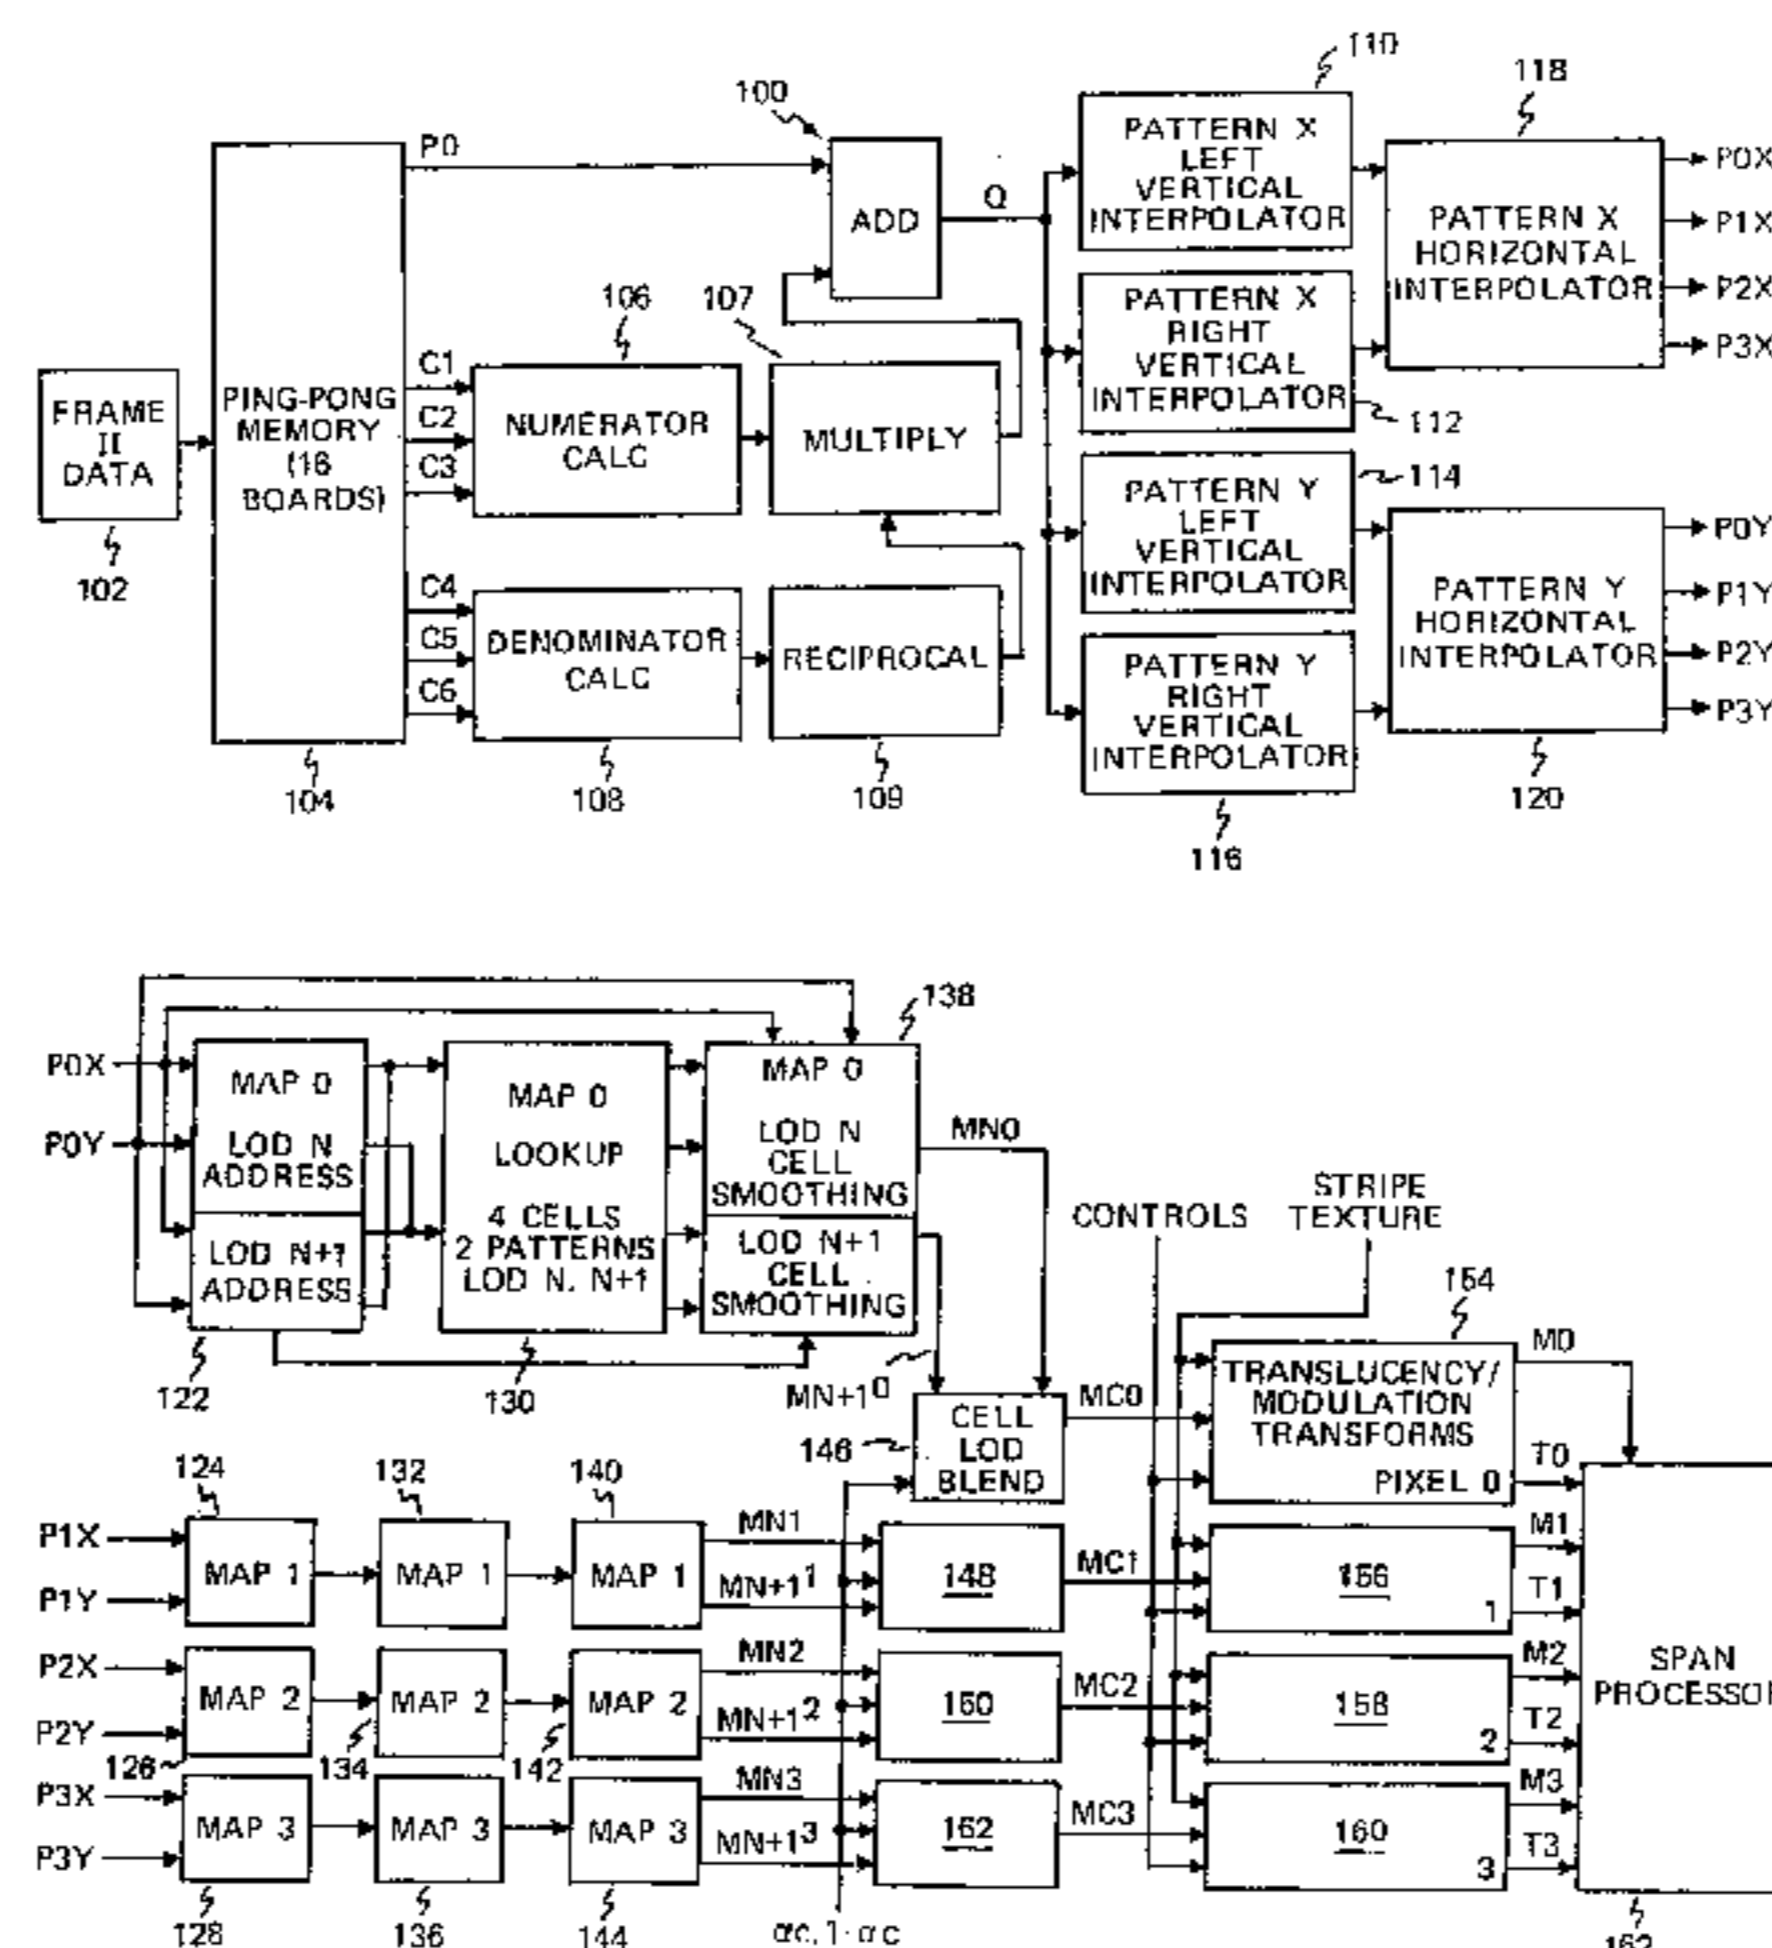 110
118
100
P0
ADD
Q
PATTERN X
LEFT
VERTICAL
INTERPOLATOR
PATTERN X
HORIZONTAL
INTERPOLATOR
P0X
P1X
P2X
P3X
106
107
PATTERN X
RIGHT
VERTICAL
INTERPOLATOR
112
FRAME
II
DATA
102
PING-PONG
MEMORY
(16
BOARDS)
104
C1
C2
C3
NUMERATOR
CALC
MULTIPLY
114
PATTERN Y
LEFT
VERTICAL
INTERPOLATOR
C4
C5
C6
DENOMINATOR
CALC
RECIPROCAL
108
109
PATTERN Y
RIGHT
VERTICAL
INTERPOLATOR
116
PATTERN Y
HORIZONTAL
INTERPOLATOR
120
P0Y
P1Y
P2Y
P3Y
138
P0X
P0Y
MAP 0
LOD N
ADDRESS
LOD N+1
ADDRESS
122
MAP 0
LOOKUP
4 CELLS
2 PATTERNS
LOD N, N+1
130
MAP 0
LOD N
CELL
SMOOTHING
LOD N+1
CELL
SMOOTHING
MN0
MN+1⁰
CONTROLS
STRIPE
TEXTURE
154
146
CELL
LOD
BLEND
MC0
TRANSLUCENCY/
MODULATION
TRANSFORMS
PIXEL 0
M0
T0
124
132
140
P1X
P1Y
MAP 1
MAP 1
MAP 1
MN1
MN+1¹
148
MC1
156
1
M1
T1
P2X
P2Y
126
MAP 2
134
MAP 2
142
MAP 2
MN2
MN+1²
150
MC2
158
2
M2
T2
P3X
P3Y
MAP 3
MAP 3
MAP 3
MN3
MN+1³
152
MC3
160
3
M3
T3
SPAN
PROCESSOR
128
136
144
αc, 1-αc